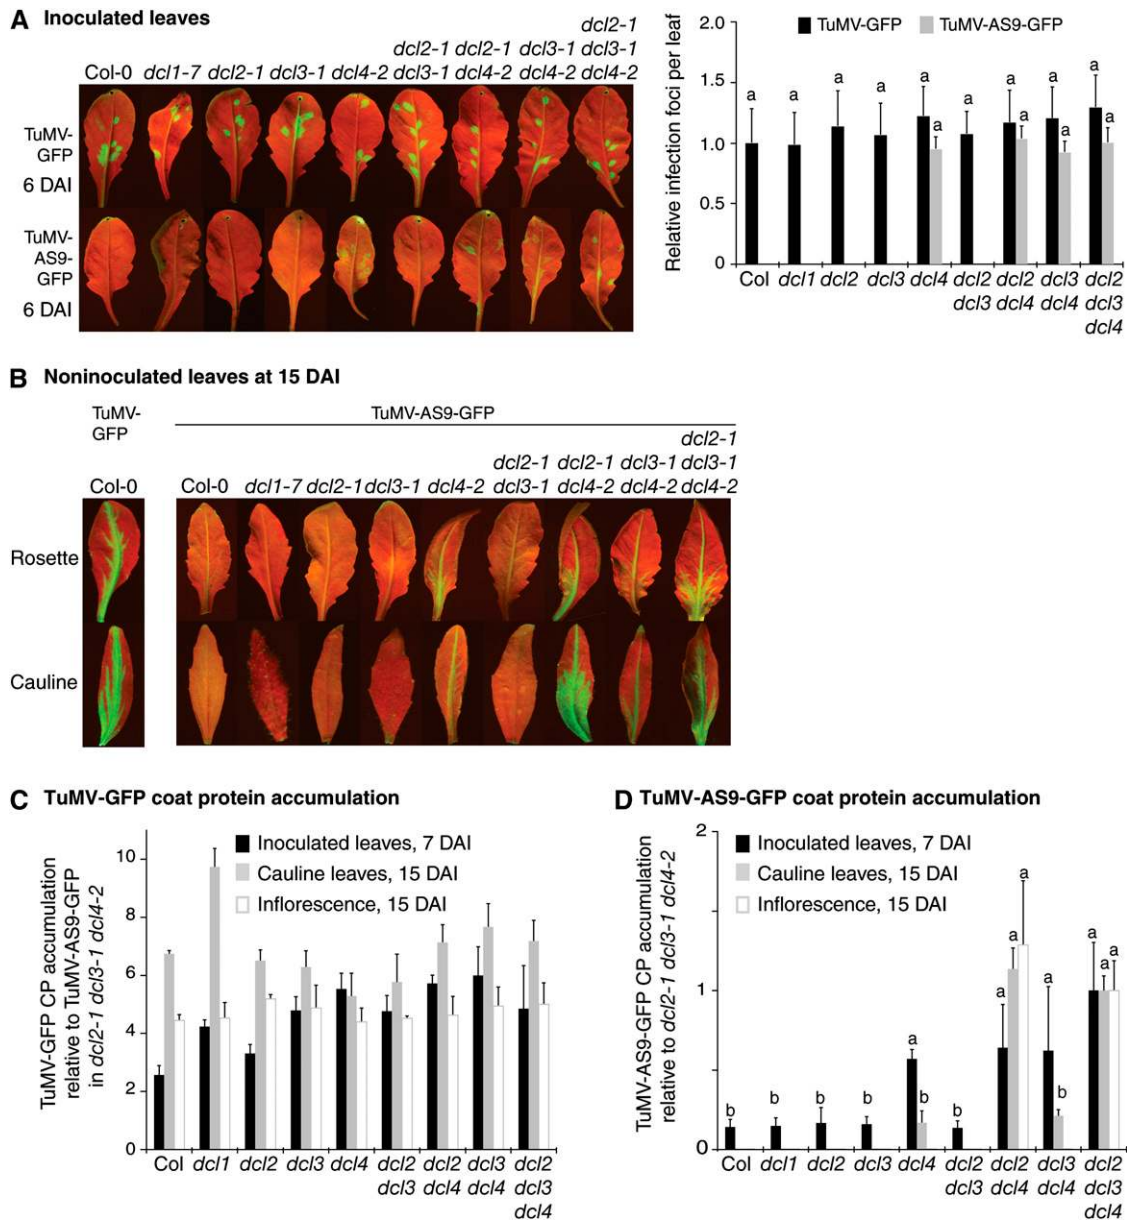 A Inoculated leaves
dcl2-1
dcl2-1 dcl2-1 dcl3-1 dcl3-1
Col-0 dcl1-7 dcl2-1 dcl3-1 dcl4-2 dcl3-1 dcl4-2 dcl4-2 dcl4-2
TuMV-
GFP
6 DAI
TuMV-
AS9-
GFP
6 DAI
Relative infection foci per leaf
2.0
1.5
1.0
0.5
0
TuMV-GFP TuMV-AS9-GFP
a a a a a a a a a a a a a
Col dcl1 dcl2 dcl3 dcl4 dcl2 dcl2 dcl3 dcl2
dcl3 dcl4 dcl4 dcl3
dcl4
B Noninoculated leaves at 15 DAI
TuMV-
GFP
TuMV-AS9-GFP
dcl2-1
dcl2-1 dcl2-1 dcl3-1 dcl3-1
Col-0 Col-0 dcl1-7 dcl2-1 dcl3-1 dcl4-2 dcl3-1 dcl4-2 dcl4-2 dcl4-2
Rosette
Cauline
C TuMV-GFP coat protein accumulation
TuMV-GFP CP accumulation
relative to TuMV-AS9-GFP
in dcl2-1 dcl3-1 dcl4-2
10
8
6
4
2
0
Inoculated leaves, 7 DAI
Cauline leaves, 15 DAI
Inflorescence, 15 DAI
Col dcl1 dcl2 dcl3 dcl4 dcl2 dcl2 dcl3 dcl2
dcl3 dcl4 dcl4 dcl3
dcl4
D TuMV-AS9-GFP coat protein accumulation
TuMV-AS9-GFP CP accumulation
relative to dcl2-1 dcl3-1 dcl4-2
2
1
0
Inoculated leaves, 7 DAI
Cauline leaves, 15 DAI
Inflorescence, 15 DAI
b b b b a b b a a a a b a a a
Col dcl1 dcl2 dcl3 dcl4 dcl2 dcl2 dcl3 dcl2
dcl3 dcl4 dcl4 dcl3
dcl4